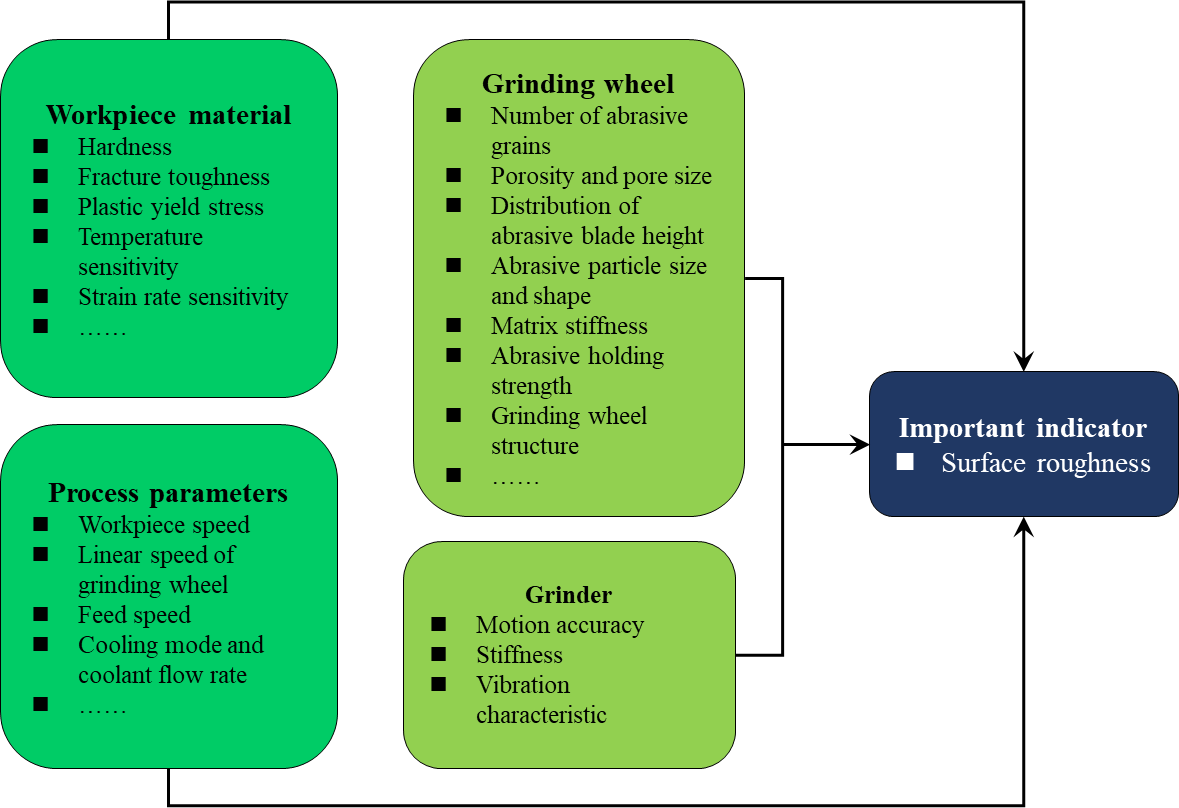 Workpiece material
■ Hardness
■ Fracture toughness
■ Plastic yield stress
■ Temperature
sensitivity
■ Strain rate sensitivity
■ ……
Process parameters
■ Workpiece speed
■ Linear speed of
grinding wheel
■ Feed speed
■ Cooling mode and
coolant flow rate
■ ……
Grinding wheel
■ Number of abrasive
grains
■ Porosity and pore size
■ Distribution of
abrasive blade height
■ Abrasive particle size
and shape
■ Matrix stiffness
■ Abrasive holding
strength
■ Grinding wheel
structure
■ ……
Grinder
■ Motion accuracy
■ Stiffness
■ Vibration
characteristic
Important indicator
■ Surface roughness